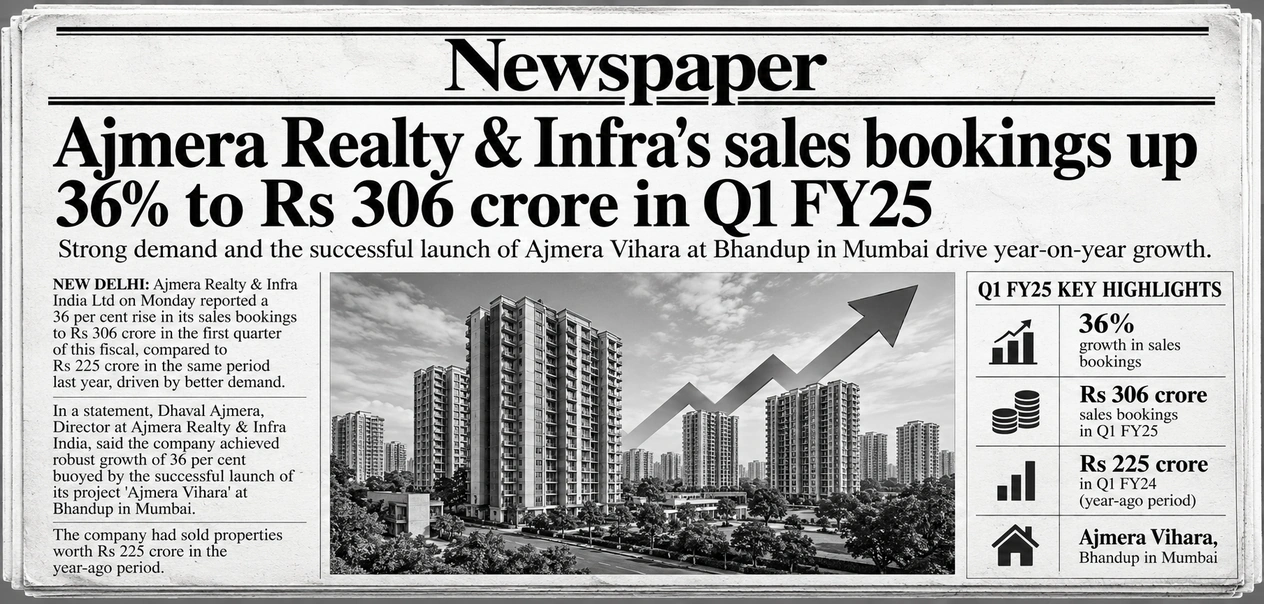 Newspaper
Ajmera Realty & Infra's sales bookings up
36% to Rs 306 crore in Q1 FY25
Strong demand and the successful launch of Ajmera Vihara at Bhandup in Mumbai drive year-on-year growth.
NEW DELHI: Ajmera Realty & Infra
India Ltd on Monday reported a
36 per cent rise in its sales bookings
to Rs 306 crore in the first quarter
of this fiscal, compared to
Rs 225 crore in the same period
last year, driven by better demand.
In a statement, Dhaval Ajmera,
Director at Ajmera Realty & Infra
India, said the company achieved
robust growth of 36 per cent
buoyed by the successful launch of
its project 'Ajmera Vihara' at
Bhandup in Mumbai.
The company had sold properties
worth Rs 225 crore in the
year-ago period.
Q1 FY25 KEY HIGHLIGHTS
36%
growth in sales
bookings
Rs 306 crore
sales bookings
in Q1 FY25
Rs 225 crore
in Q1 FY24
(year-ago period)
Ajmera Vihara,
Bhandup in Mumbai